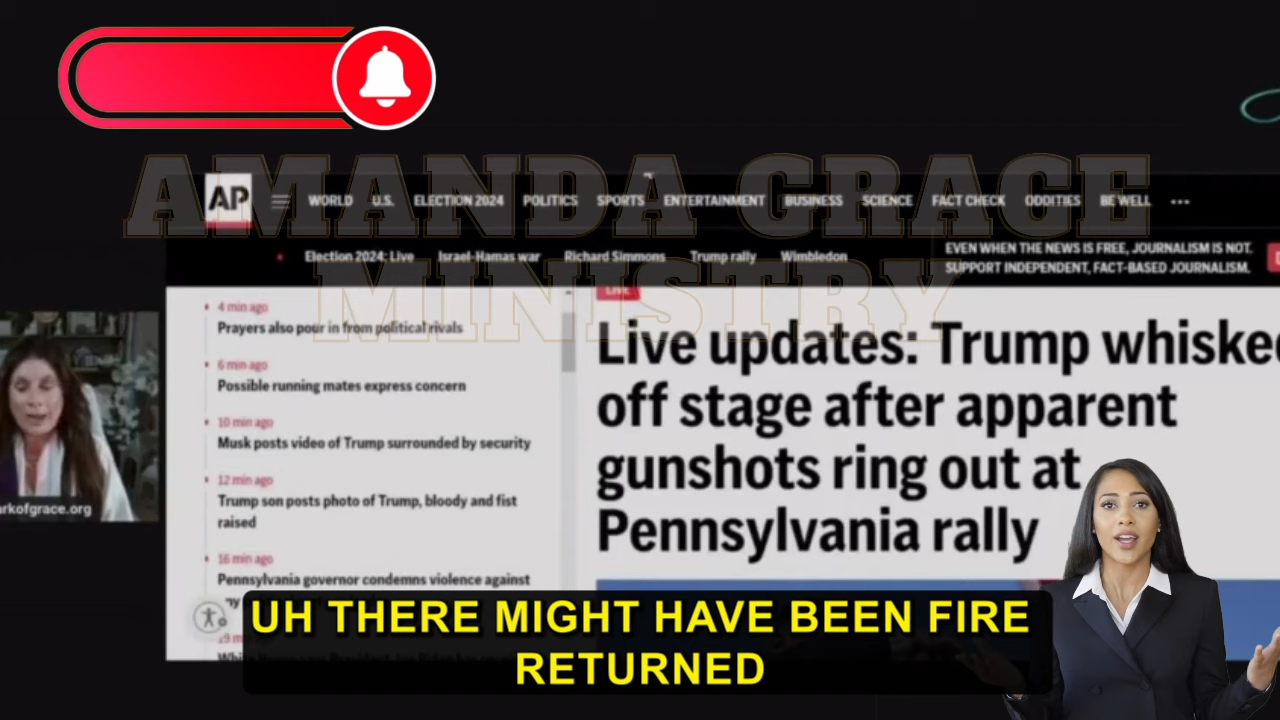 AMANDA GRACE
MINISTRY
AP
WORLD U.S. ELECTION 2024 POLITICS SPORTS ENTERTAINMENT BUSINESS SCIENCE FACT CHECK ODDITIES BE WELL
Election 2024: Live Israel-Hamas war Richard Simmons Trump rally Wimbledon
EVEN WHEN THE NEWS IS FREE, JOURNALISM IS NOT.
SUPPORT INDEPENDENT, FACT-BASED JOURNALISM.
4 min ago
Prayers also pour in from political rivals
6 min ago
Possible running mates express concern
10 min ago
Musk posts video of Trump surrounded by security
12 min ago
Trump son posts photo of Trump, bloody and fist
raised
16 min ago
Pennsylvania governor condemns violence against
LIVE
Live updates: Trump whisked
off stage after apparent
gunshots ring out at
Pennsylvania rally
arkofgrace.org
UH THERE MIGHT HAVE BEEN FIRE
RETURNED